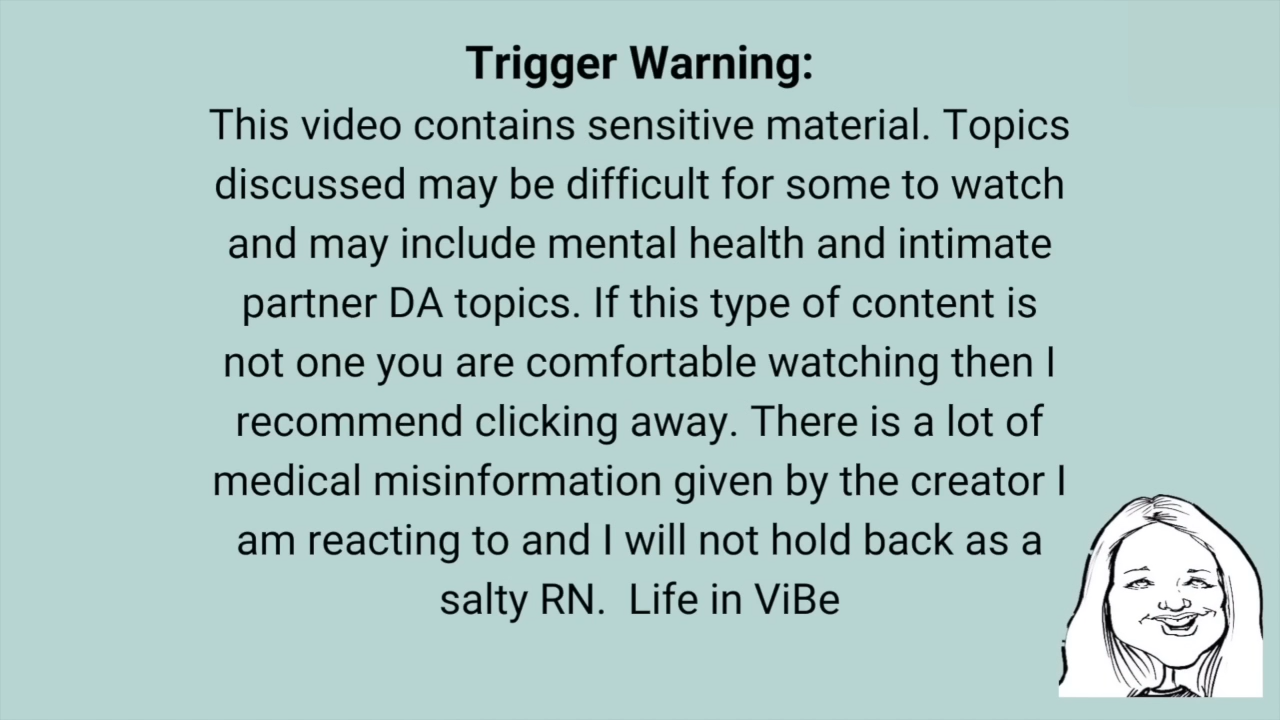 Trigger Warning:
This video contains sensitive material. Topics
discussed may be difficult for some to watch
and may include mental health and intimate
partner DA topics. If this type of content is
not one you are comfortable watching then I
recommend clicking away. There is a lot of
medical misinformation given by the creator I
am reacting to and I will not hold back as a
salty RN.  Life in ViBe